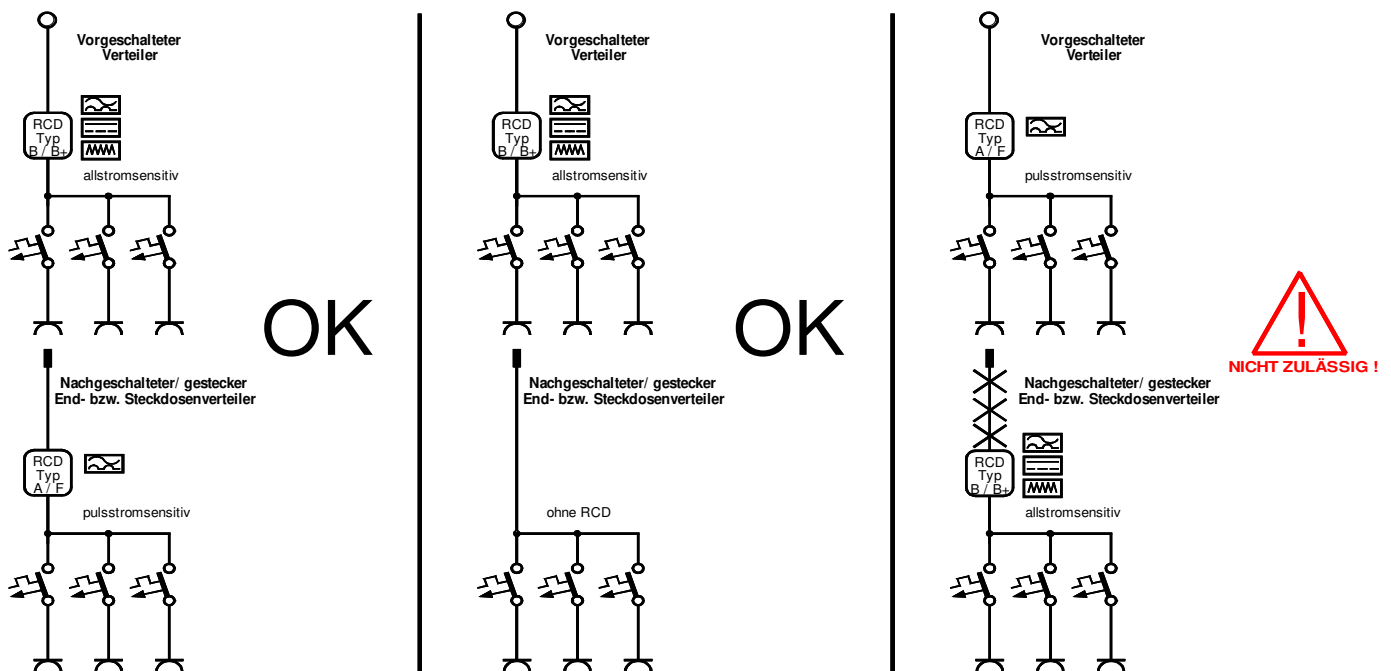 Vorgeschalteter
Verteiler
RCD
Typ
B / B+
allstromsensitiv
OK
Nachgeschalteter/ gestecker
End- bzw. Steckdosenverteiler
RCD
Typ
A / F
pulsstromsensitiv
Vorgeschalteter
Verteiler
RCD
Typ
B / B+
allstromsensitiv
OK
Nachgeschalteter/ gestecker
End- bzw. Steckdosenverteiler
ohne RCD
Vorgeschalteter
Verteiler
RCD
Typ
A / F
pulsstromsensitiv
!
NICHT ZULÄSSIG !
Nachgeschalteter/ gestecker
End- bzw. Steckdosenverteiler
RCD
Typ
B / B+
allstromsensitiv